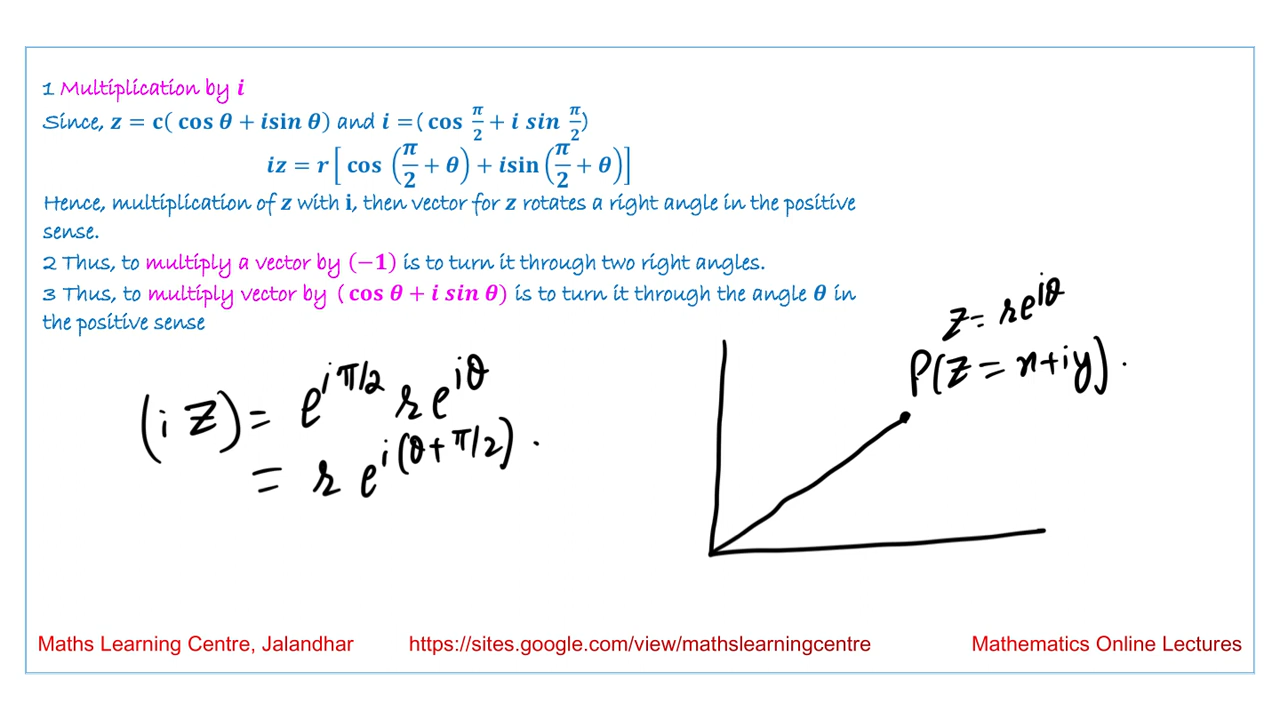 1 Multiplication by i
Since, z = c( cos θ + isin θ) and i =( cos π/2 + i sin π/2)
iz = r[ cos (π/2 + θ) + isin (π/2 + θ)]
Hence, multiplication of z with i, then vector for z rotates a right angle in the positive
sense.
2 Thus, to multiply a vector by (−1) is to turn it through two right angles.
3 Thus, to multiply vector by ( cos θ + i sin θ) is to turn it through the angle θ in
the positive sense
z = re^iθ
P(z = x+iy) .
(i z) = e^iπ/2 re^iθ
= r e^i(θ+π/2) .
Maths Learning Centre, Jalandhar
https://sites.google.com/view/mathslearningcentre
Mathematics Online Lectures